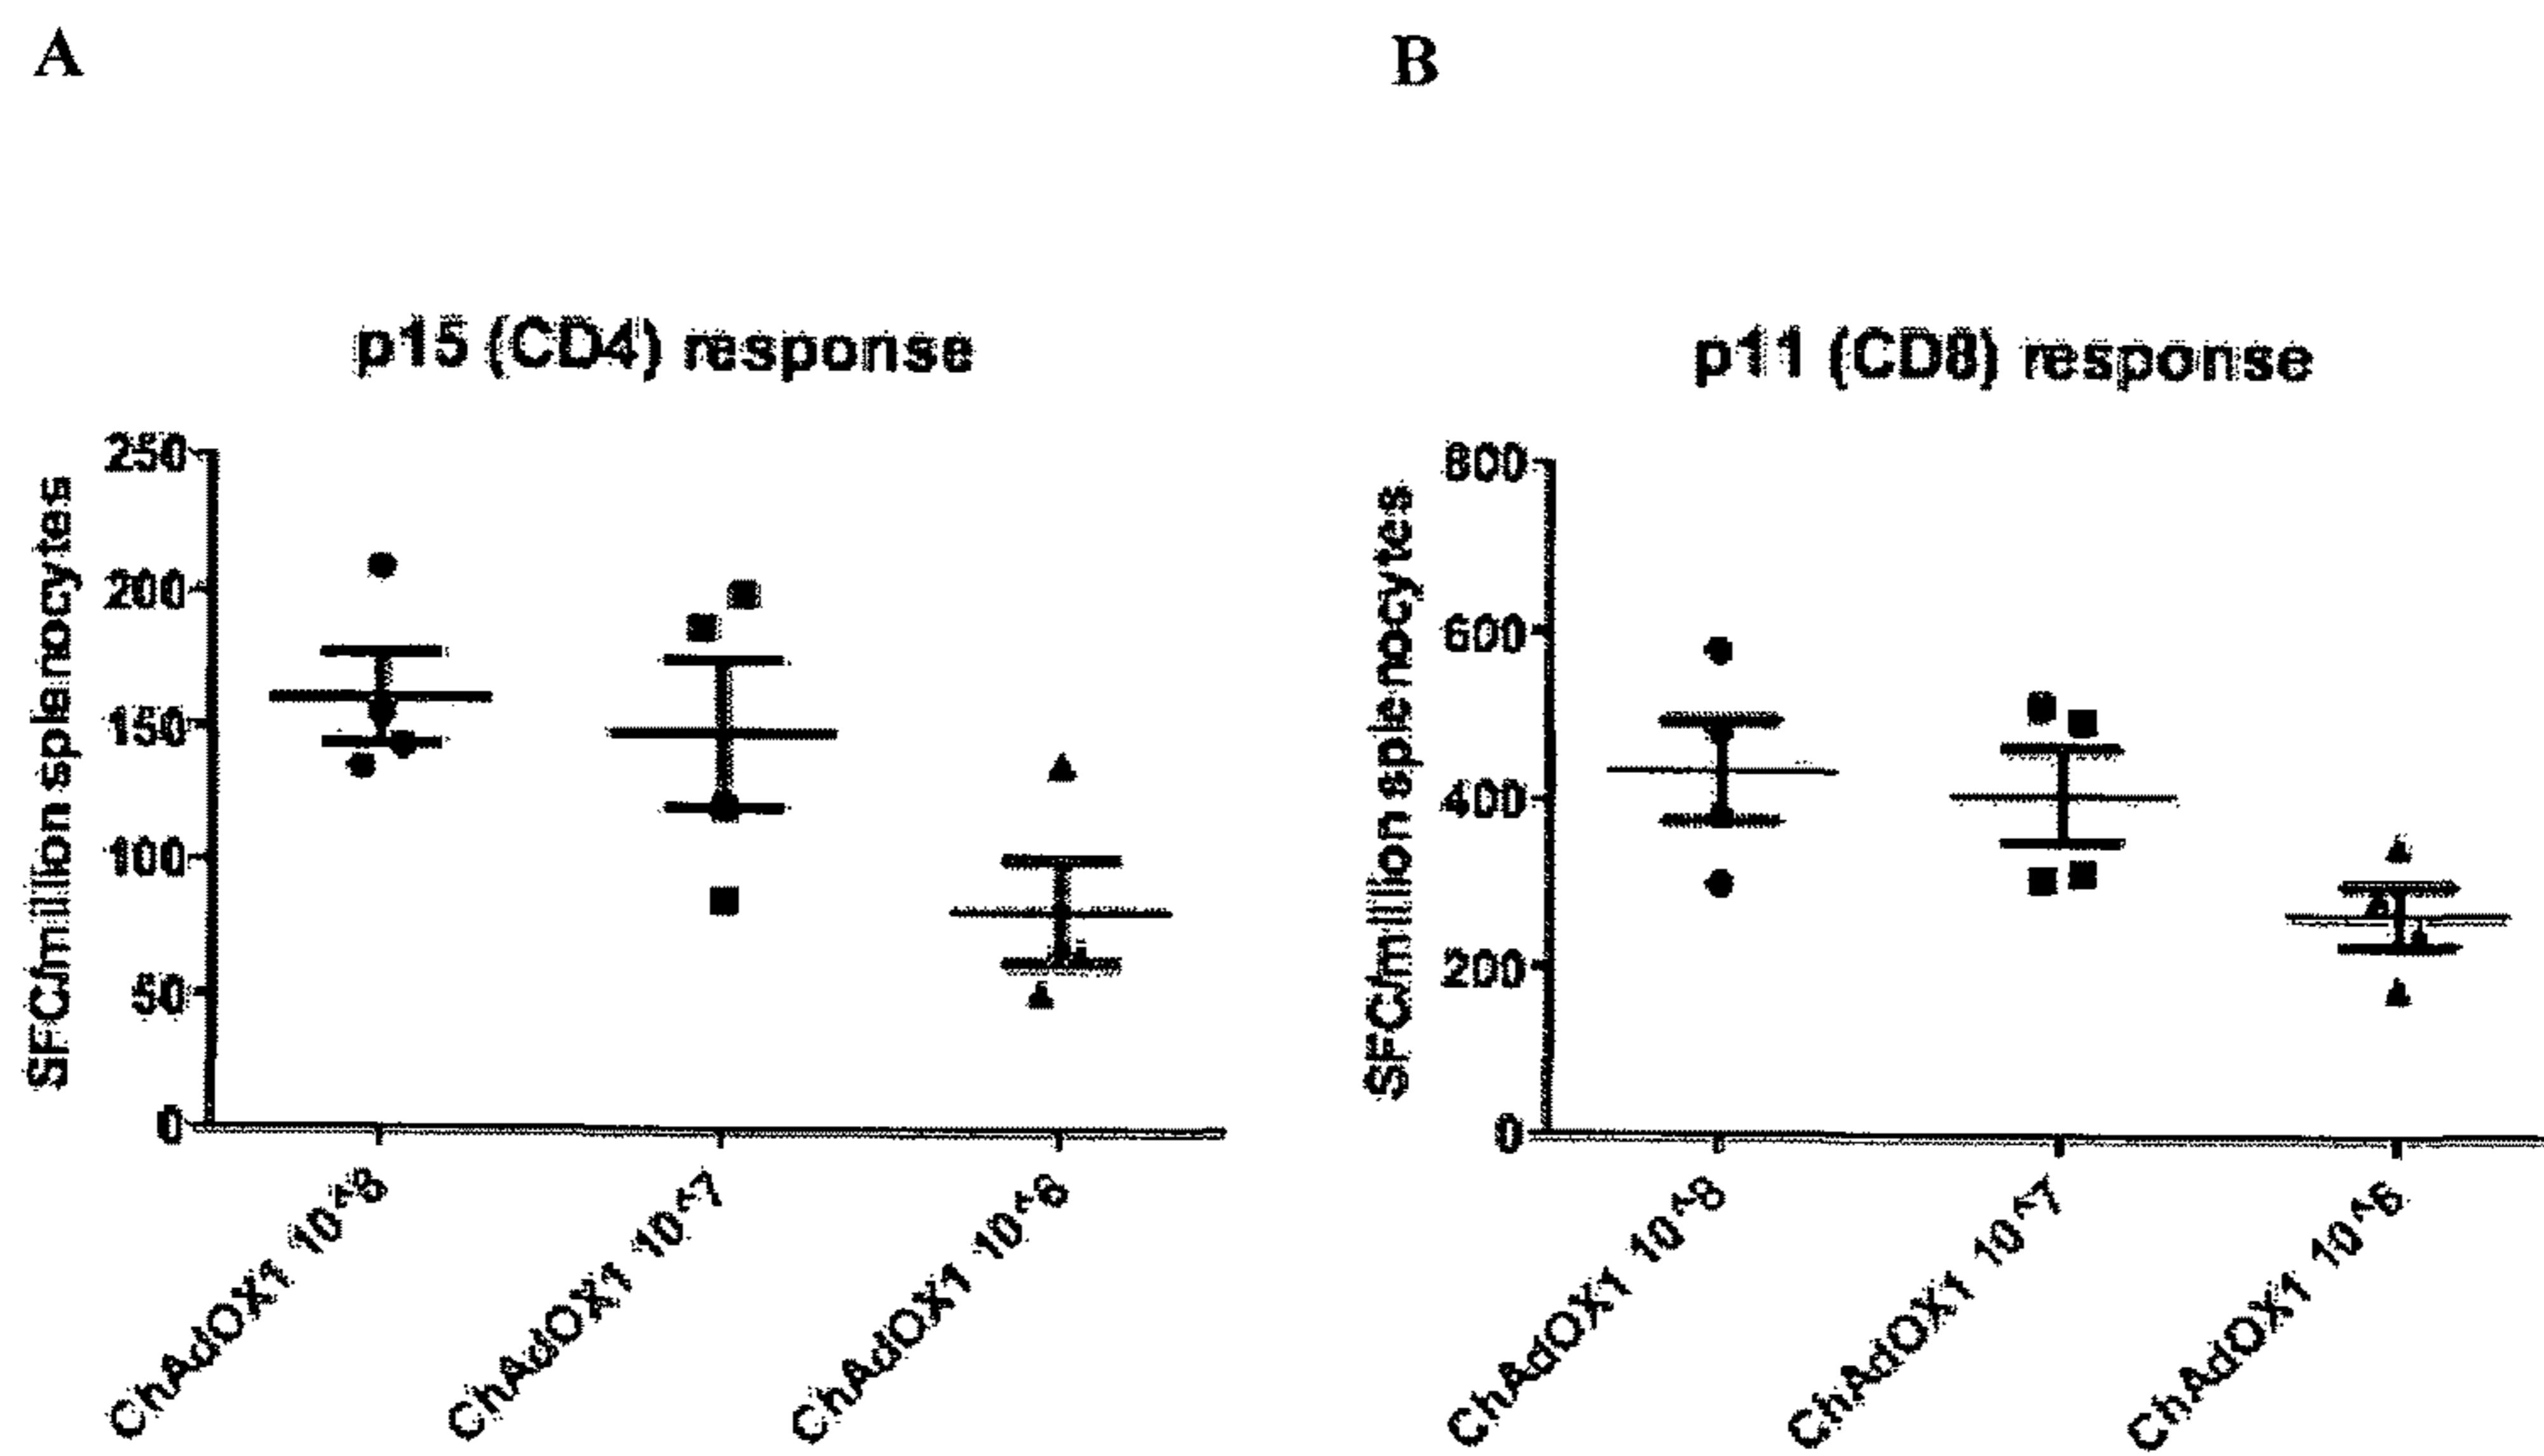 A
B
p15 (CD4) response
p11 (CD8) response
SFC/million splenocytes
250
200
150
100
50
0
ChAdOX1 10^8
ChAdOX1 10^7
ChAdOX1 10^6
SFC/million splenocytes
800
600
400
200
0
ChAdOX1 10^8
ChAdOX1 10^7
ChAdOX1 10^6